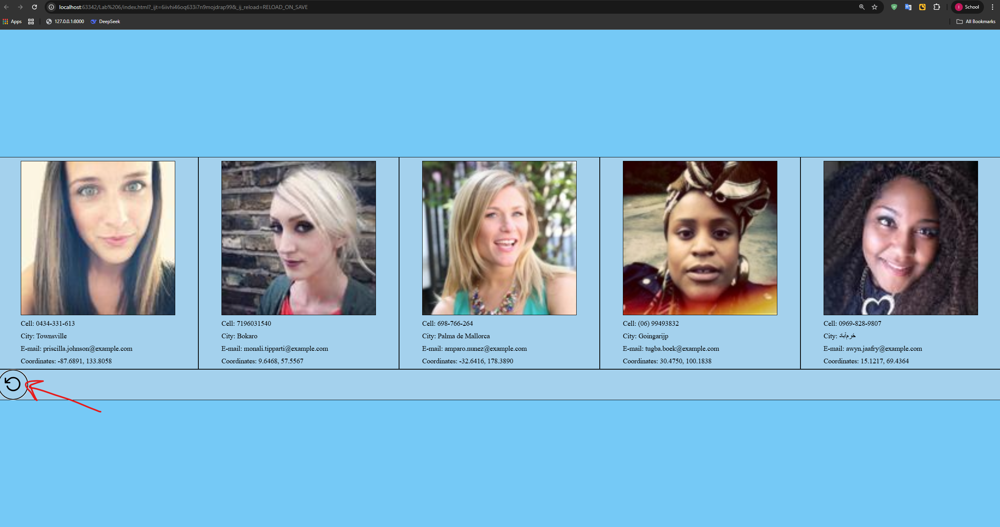 localhost:63342/Lab%206/index.html?_ijt=6iivhi46oq633i7n9mojdrap99&_ij_reload=RELOAD_ON_SAVE
I School
Apps 127.0.0.1:8000 DeepSeek All Bookmarks
Cell: 0434-331-613
City: Townsville
E-mail: priscilla.johnson@example.com
Coordinates: -87.6891, 133.8058
Cell: 7196031540
City: Bokaro
E-mail: monali.tipparti@example.com
Coordinates: 9.6468, 57.5567
Cell: 698-766-264
City: Palma de Mallorca
E-mail: amparo.nunez@example.com
Coordinates: -32.6416, 178.3890
Cell: (06) 99493832
City: Goingarijp
E-mail: tugba.boek@example.com
Coordinates: 30.4750, 100.1838
Cell: 0969-828-9807
City: خرم‌آباد
E-mail: awyn.jaafry@example.com
Coordinates: 15.1217, 69.4364